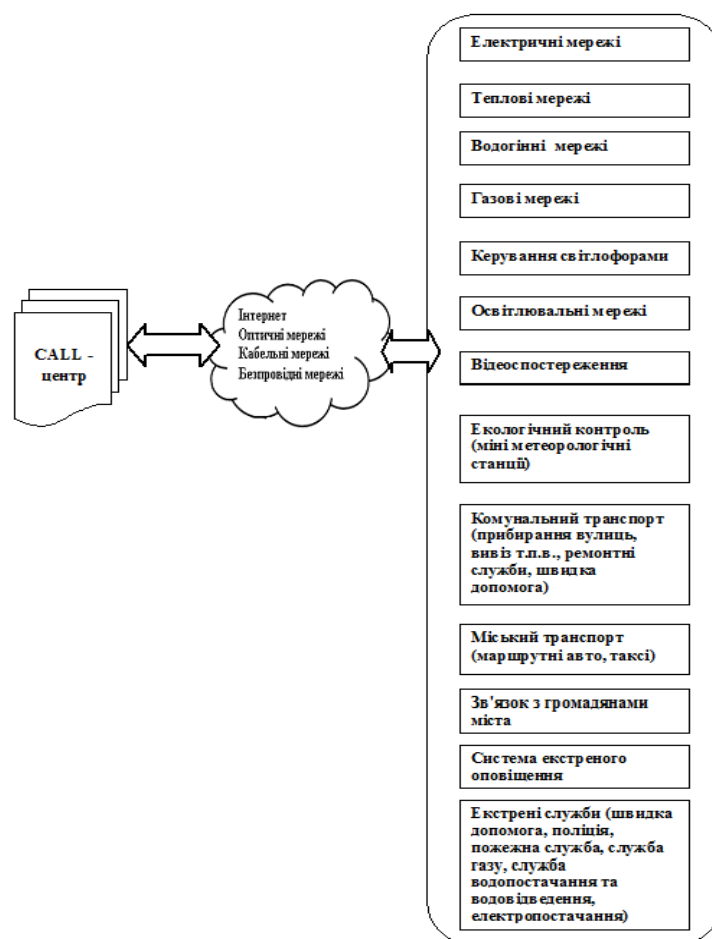 CALL -
центр
Інтернет
Оптичні мережі
Кабельні мережі
Безпровідні мережі
Електричні мережі
Теплові мережі
Водогінні мережі
Газові мережі
Керування світлофорами
Освітлювальні мережі
Відеоспостереження
Екологічний контроль
(міні метеорологічні
станції)
Комунальний транспорт
(прибирання вулиць,
вивіз т.п.в., ремонтні
служби, швидка
допомога)
Міський транспорт
(маршрутні авто, таксі)
Зв'язок з громадянами
міста
Система екстреного
оповіщення
Екстрені служби (швидка
допомога, поліція,
пожежна служба, служба
газу, служба
водопостачання та
водовідведення,
електропостачання)